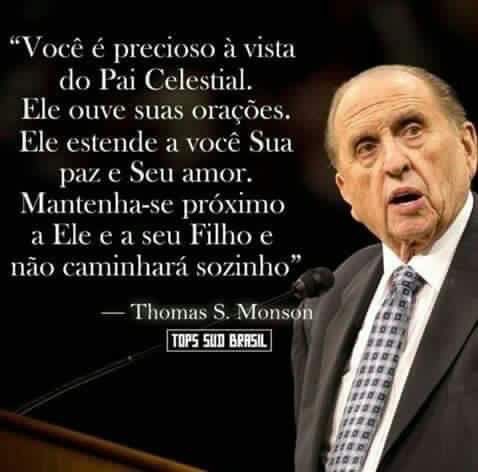 “Você é precioso à vista
do Pai Celestial.
Ele ouve suas orações.
Ele estende a você Sua
paz e Seu amor.
Mantenha-se próximo
a Ele e a seu Filho e
não caminhará sozinho”
— Thomas S. Monson
TOPS SUD BRASIL